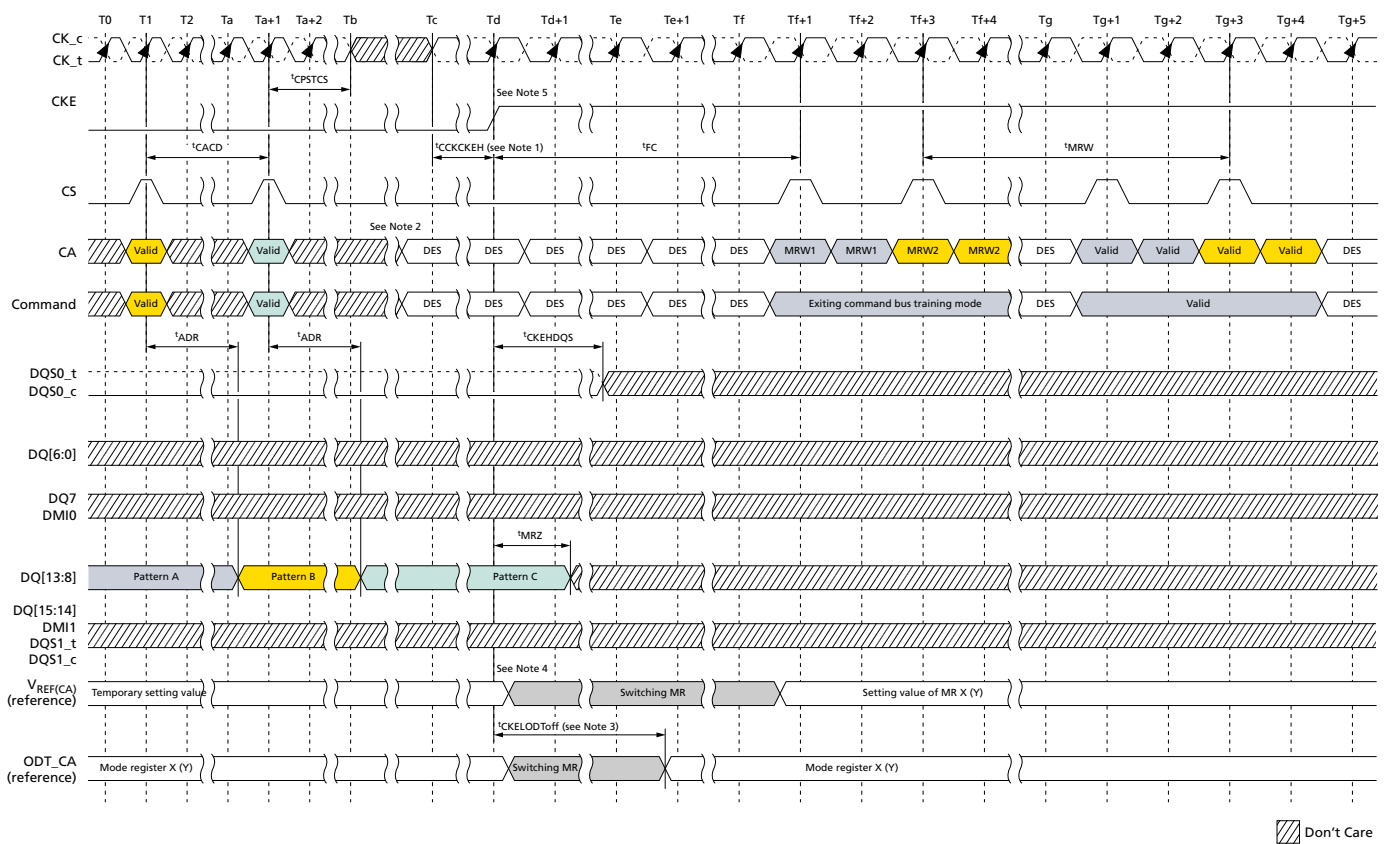 T0 T1 T2 Ta Ta+1 Ta+2 Tb Tc Td Td+1 Te Te+1 Tf Tf+1 Tf+2 Tf+3 Tf+4 Tg Tg+1 Tg+2 Tg+3 Tg+4 Tg+5
CK_c
CK_t
tCPSTCS
CKE
See Note 5
tCACD
tCCKCKEH (see Note 1)
tFC
tMRW
CS
See Note 2
CA Valid Valid DES DES DES DES DES DES MRW1 MRW1 MRW2 MRW2 DES Valid Valid Valid Valid DES
Command Valid Valid DES DES DES DES DES DES Exiting command bus training mode DES Valid DES
tADR tADR tCKEHDQS
DQS0_t
DQS0_c
DQ[6:0]
DQ7
DMI0
tMRZ
DQ[13:8] Pattern A Pattern B Pattern C
DQ[15:14]
DMI1
DQS1_t
DQS1_c
See Note 4
VREF(CA)
(reference)
Temporary setting value Switching MR Setting value of MR X (Y)
tCKELODToff (see Note 3)
ODT_CA
(reference)
Mode register X (Y) Switching MR Mode register X (Y)
Don't Care